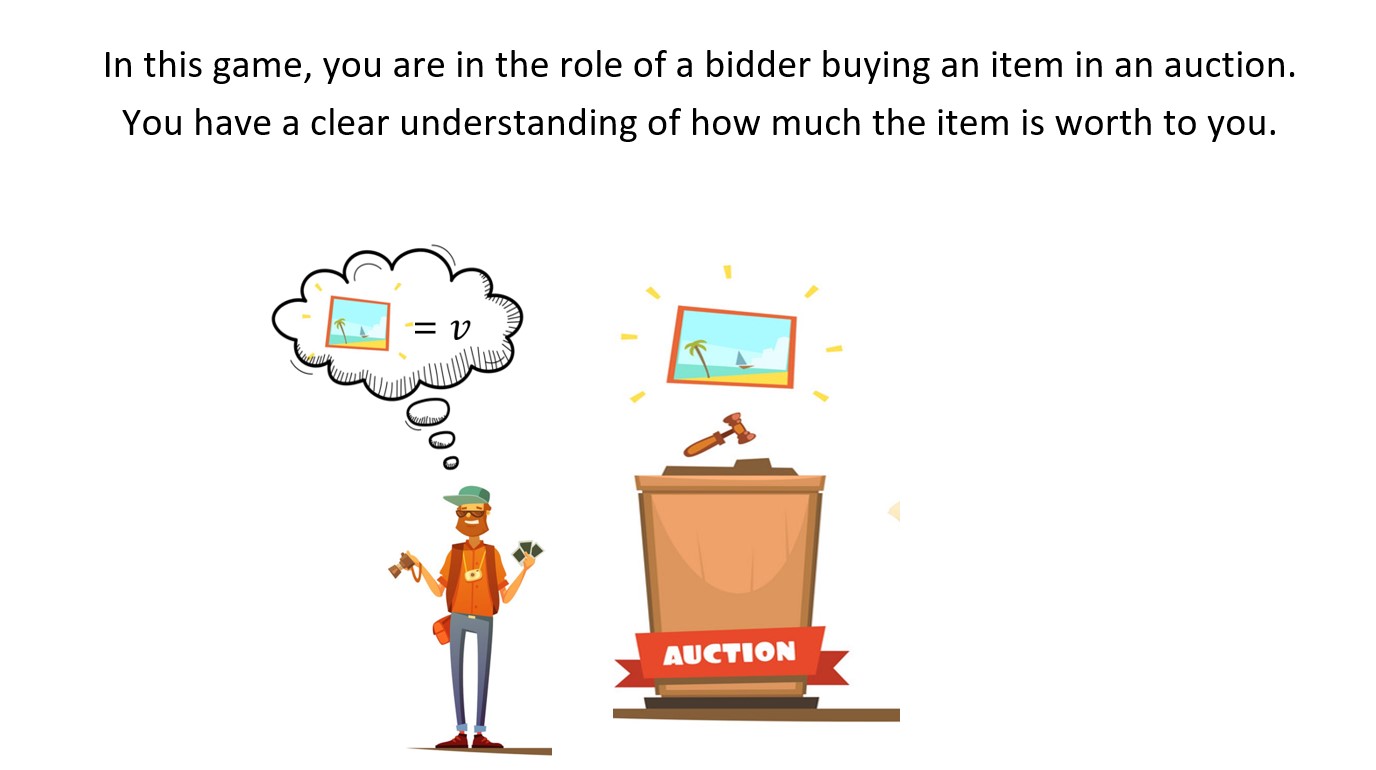 In this game, you are in the role of a bidder buying an item in an auction.
You have a clear understanding of how much the item is worth to you.
= v
AUCTION